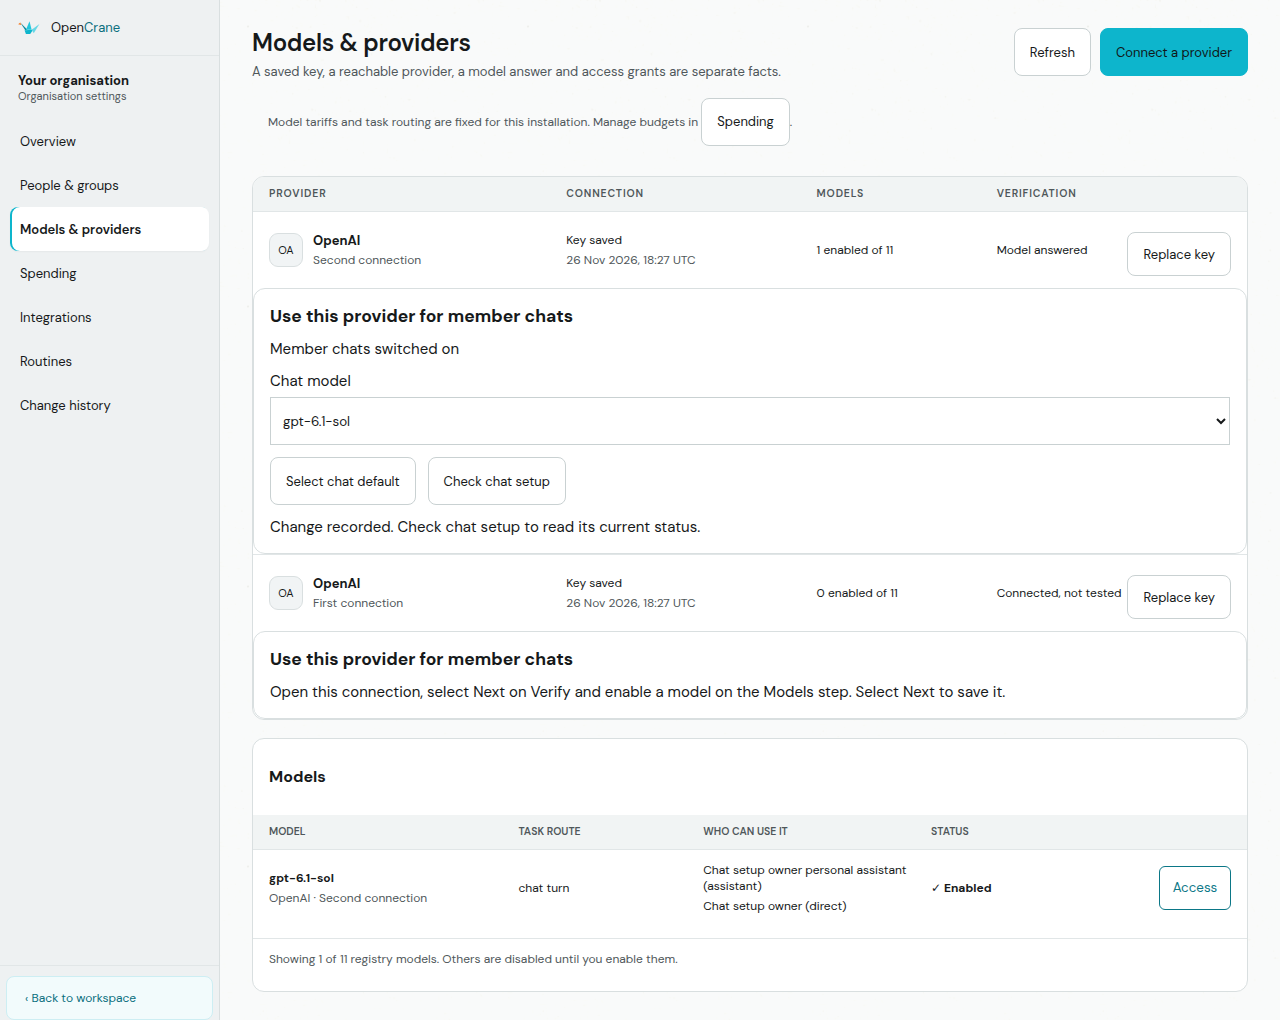 OpenCrane
Your organisation
Organisation settings
Overview
People & groups
Models & providers
Spending
Integrations
Routines
Change history
‹ Back to workspace
Models & providers
A saved key, a reachable provider, a model answer and access grants are separate facts.
Refresh
Connect a provider
Model tariffs and task routing are fixed for this installation. Manage budgets in Spending .
PROVIDER CONNECTION MODELS VERIFICATION
OA OpenAI Key saved 1 enabled of 11 Model answered Replace key
Second connection 26 Nov 2026, 18:27 UTC
Use this provider for member chats
Member chats switched on
Chat model
gpt-6.1-sol
Select chat default Check chat setup
Change recorded. Check chat setup to read its current status.
OA OpenAI Key saved 0 enabled of 11 Connected, not tested Replace key
First connection 26 Nov 2026, 18:27 UTC
Use this provider for member chats
Open this connection, select Next on Verify and enable a model on the Models step. Select Next to save it.
Models
MODEL TASK ROUTE WHO CAN USE IT STATUS
gpt-6.1-sol chat turn Chat setup owner personal assistant ✓ Enabled Access
OpenAI · Second connection (assistant)
Chat setup owner (direct)
Showing 1 of 11 registry models. Others are disabled until you enable them.